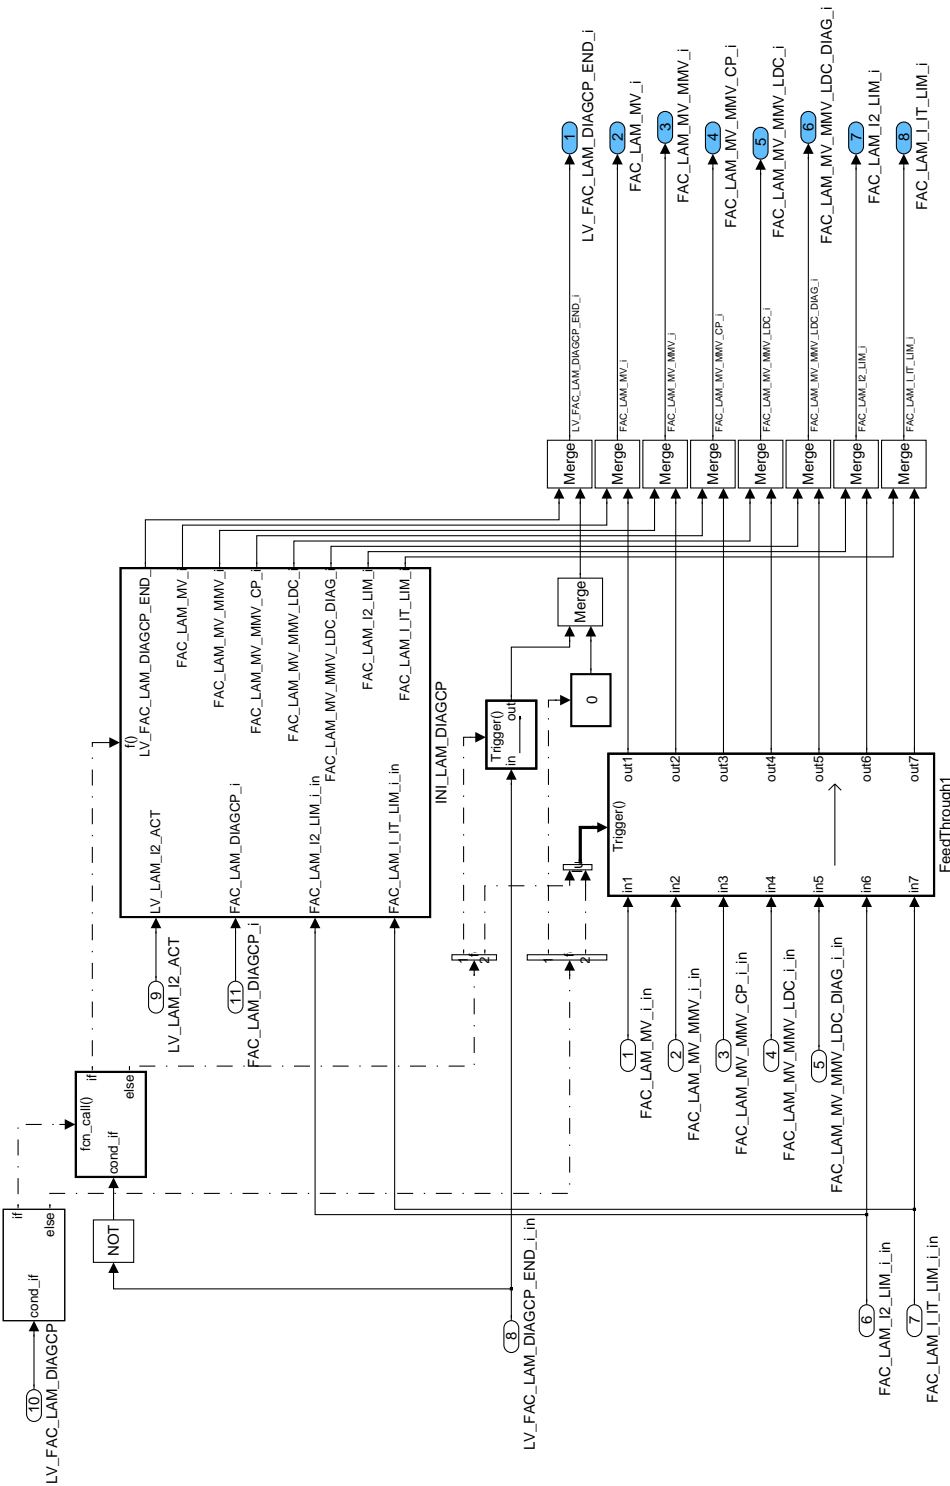 10
LV_FAC_LAM_DIAGCP
cond_if
if
else
NOT
cond_if
fcn_call()
if
else
9
LV_LAM_I2_ACT
11
FAC_LAM_DIAGCP_i
LV_LAM_I2_ACT
FAC_LAM_DIAGCP_i
FAC_LAM_I2_LIM_i_in
FAC_LAM_I_IT_LIM_i_in
f()
LV_FAC_LAM_DIAGCP_END_i
FAC_LAM_MV_i
FAC_LAM_MV_MMV_i
FAC_LAM_MV_MMV_CP_i
FAC_LAM_MV_MMV_LDC_i
FAC_LAM_MV_MMV_LDC_DIAG_i
FAC_LAM_I2_LIM_i
FAC_LAM_I_IT_LIM_i
INI_LAM_DIAGCP
8
LV_FAC_LAM_DIAGCP_END_i_in
1
2
1
2
Trigger()
in
out
0
Merge
1
FAC_LAM_MV_i_in
2
FAC_LAM_MV_MMV_i_in
3
FAC_LAM_MV_MMV_CP_i_in
4
FAC_LAM_MV_MMV_LDC_i_in
5
FAC_LAM_MV_MMV_LDC_DIAG_i_in
6
FAC_LAM_I2_LIM_i_in
7
FAC_LAM_I_IT_LIM_i_in
Trigger()
in1
in2
in3
in4
in5
in6
in7
out1
out2
out3
out4
out5
out6
out7
FeedThrough1
Merge
Merge
Merge
Merge
Merge
Merge
Merge
Merge
LV_FAC_LAM_DIAGCP_END_i
FAC_LAM_MV_i
FAC_LAM_MV_MMV_i
FAC_LAM_MV_MMV_CP_i
FAC_LAM_MV_MMV_LDC_i
FAC_LAM_MV_MMV_LDC_DIAG_i
FAC_LAM_I2_LIM_i
FAC_LAM_I_IT_LIM_i
1
LV_FAC_LAM_DIAGCP_END_i
2
FAC_LAM_MV_i
3
FAC_LAM_MV_MMV_i
4
FAC_LAM_MV_MMV_CP_i
5
FAC_LAM_MV_MMV_LDC_i
6
FAC_LAM_MV_MMV_LDC_DIAG_i
7
FAC_LAM_I2_LIM_i
8
FAC_LAM_I_IT_LIM_i